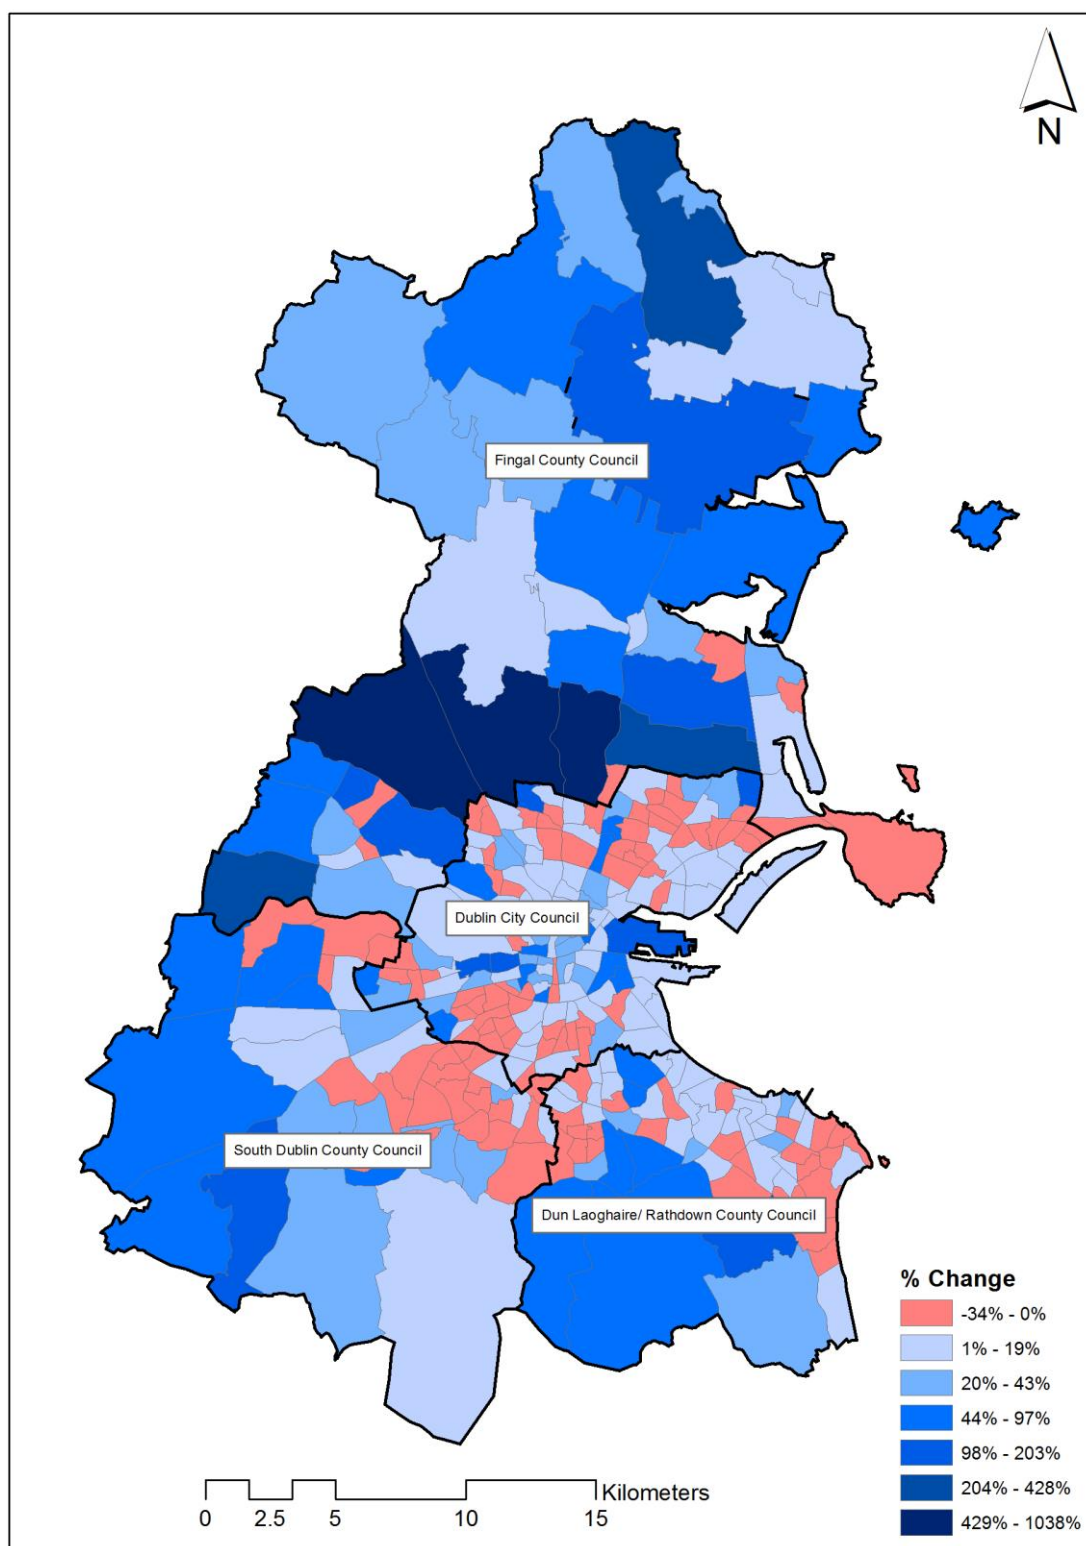 N
Fingal County Council
Dublin City Council
South Dublin County Council
Dun Laoghaire/ Rathdown County Council
% Change
-34% - 0%
1% - 19%
20% - 43%
44% - 97%
98% - 203%
204% - 428%
429% - 1038%
Kilometers
0 2.5 5 10 15